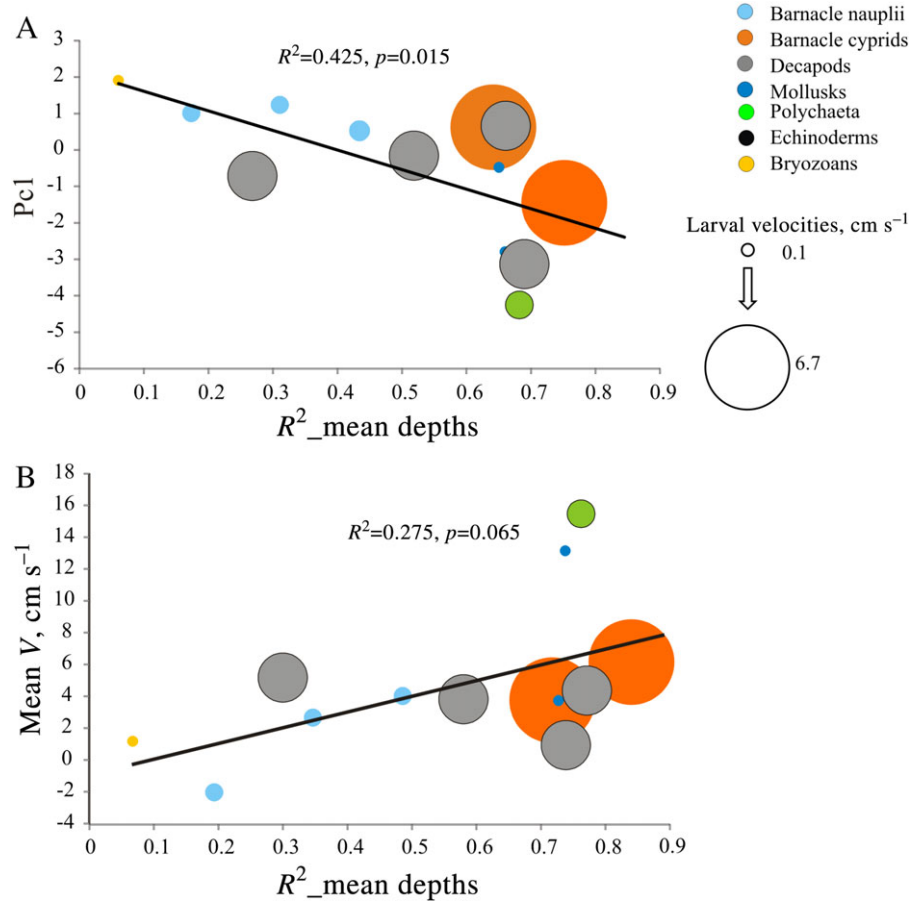 A
R²=0.425, p=0.015
3
2
1
0
-1
-2
-3
-4
-5
-6
Pc1
0 0.1 0.2 0.3 0.4 0.5 0.6 0.7 0.8 0.9
R²_mean depths
Barnacle nauplii
Barnacle cyprids
Decapods
Mollusks
Polychaeta
Echinoderms
Bryozoans
Larval velocities, cm s⁻¹
0.1
6.7
B
R²=0.275, p=0.065
18
16
14
12
10
8
6
4
2
0
-2
-4
Mean V, cm s⁻¹
0 0.1 0.2 0.3 0.4 0.5 0.6 0.7 0.8 0.9
R²_mean depths